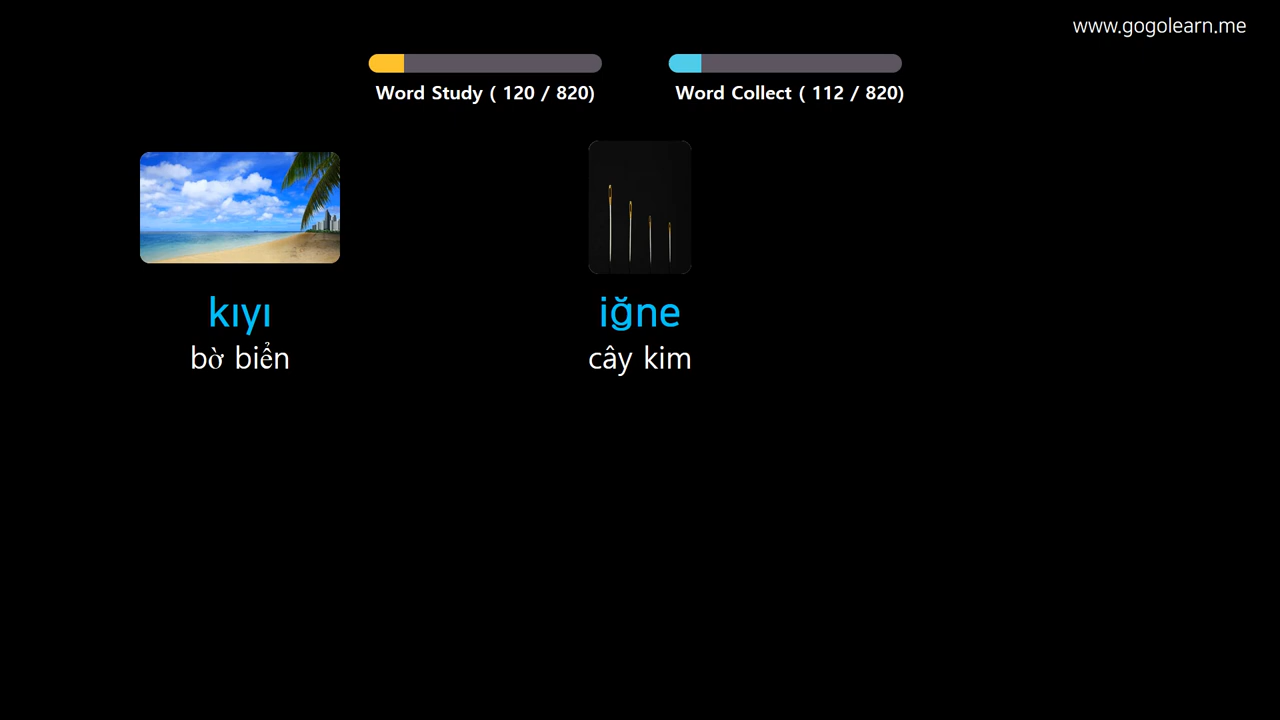 www.gogolearn.me
Word Study ( 120 / 820)
Word Collect ( 112 / 820)
kıyı
bờ biển
iğne
cây kim